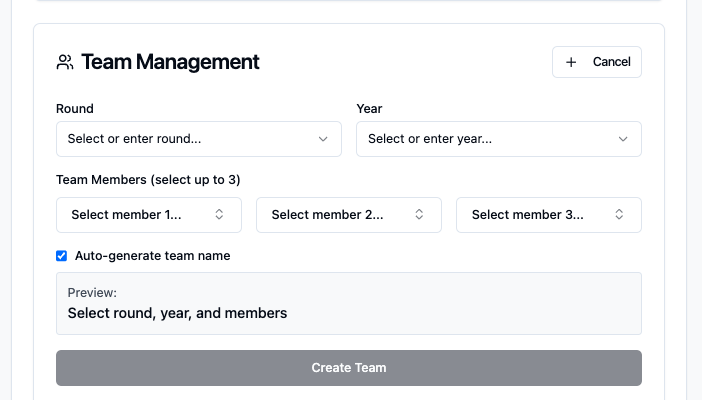 Team Management
Cancel
Round
Year
Select or enter round...
Select or enter year...
Team Members (select up to 3)
Select member 1...
Select member 2...
Select member 3...
Auto-generate team name
Preview:
Select round, year, and members
Create Team